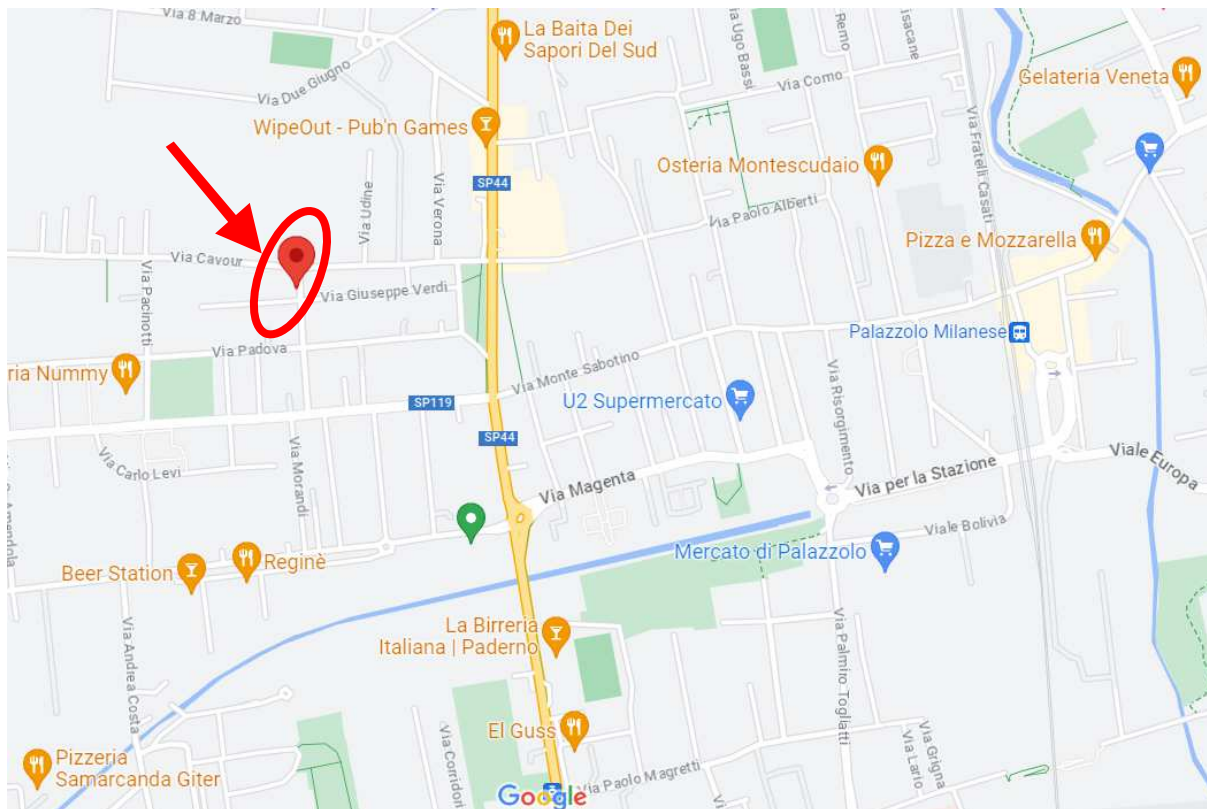 Via 8 Marzo
La Baita Dei
Sapori Del Sud
Via Ugo Bassi
Remo
Via Como
Gelateria Veneta
Via Due Giugno
WipeOut - Pub'n Games
Via Fratelli Casati
Osteria Montescudaio
SP44
Via Udine
Via Verona
Via Paolo Alberti
Pizza e Mozzarella
Via Cavour
Via Pacinotti
Via Giuseppe Verdi
Palazzolo Milanese
Via Padova
ria Nummy
Via Monte Sabotino
Via Risorgimento
SP119
U2 Supermercato
SP44
Via Carlo Levi
Via Morandi
Via Magenta
Via per la Stazione
Viale Europa
Viale Bolivia
Amendola
Mercato di Palazzolo
Beer Station
Reginè
La Birreria
Italiana | Paderno
Via Andrea Costa
Via Palmiro Togliatti
El Guss
Via Corridori
Via Lario
Via Grigna
Pizzeria
Samarcanda Giter
Via Paolo Magretti
Google